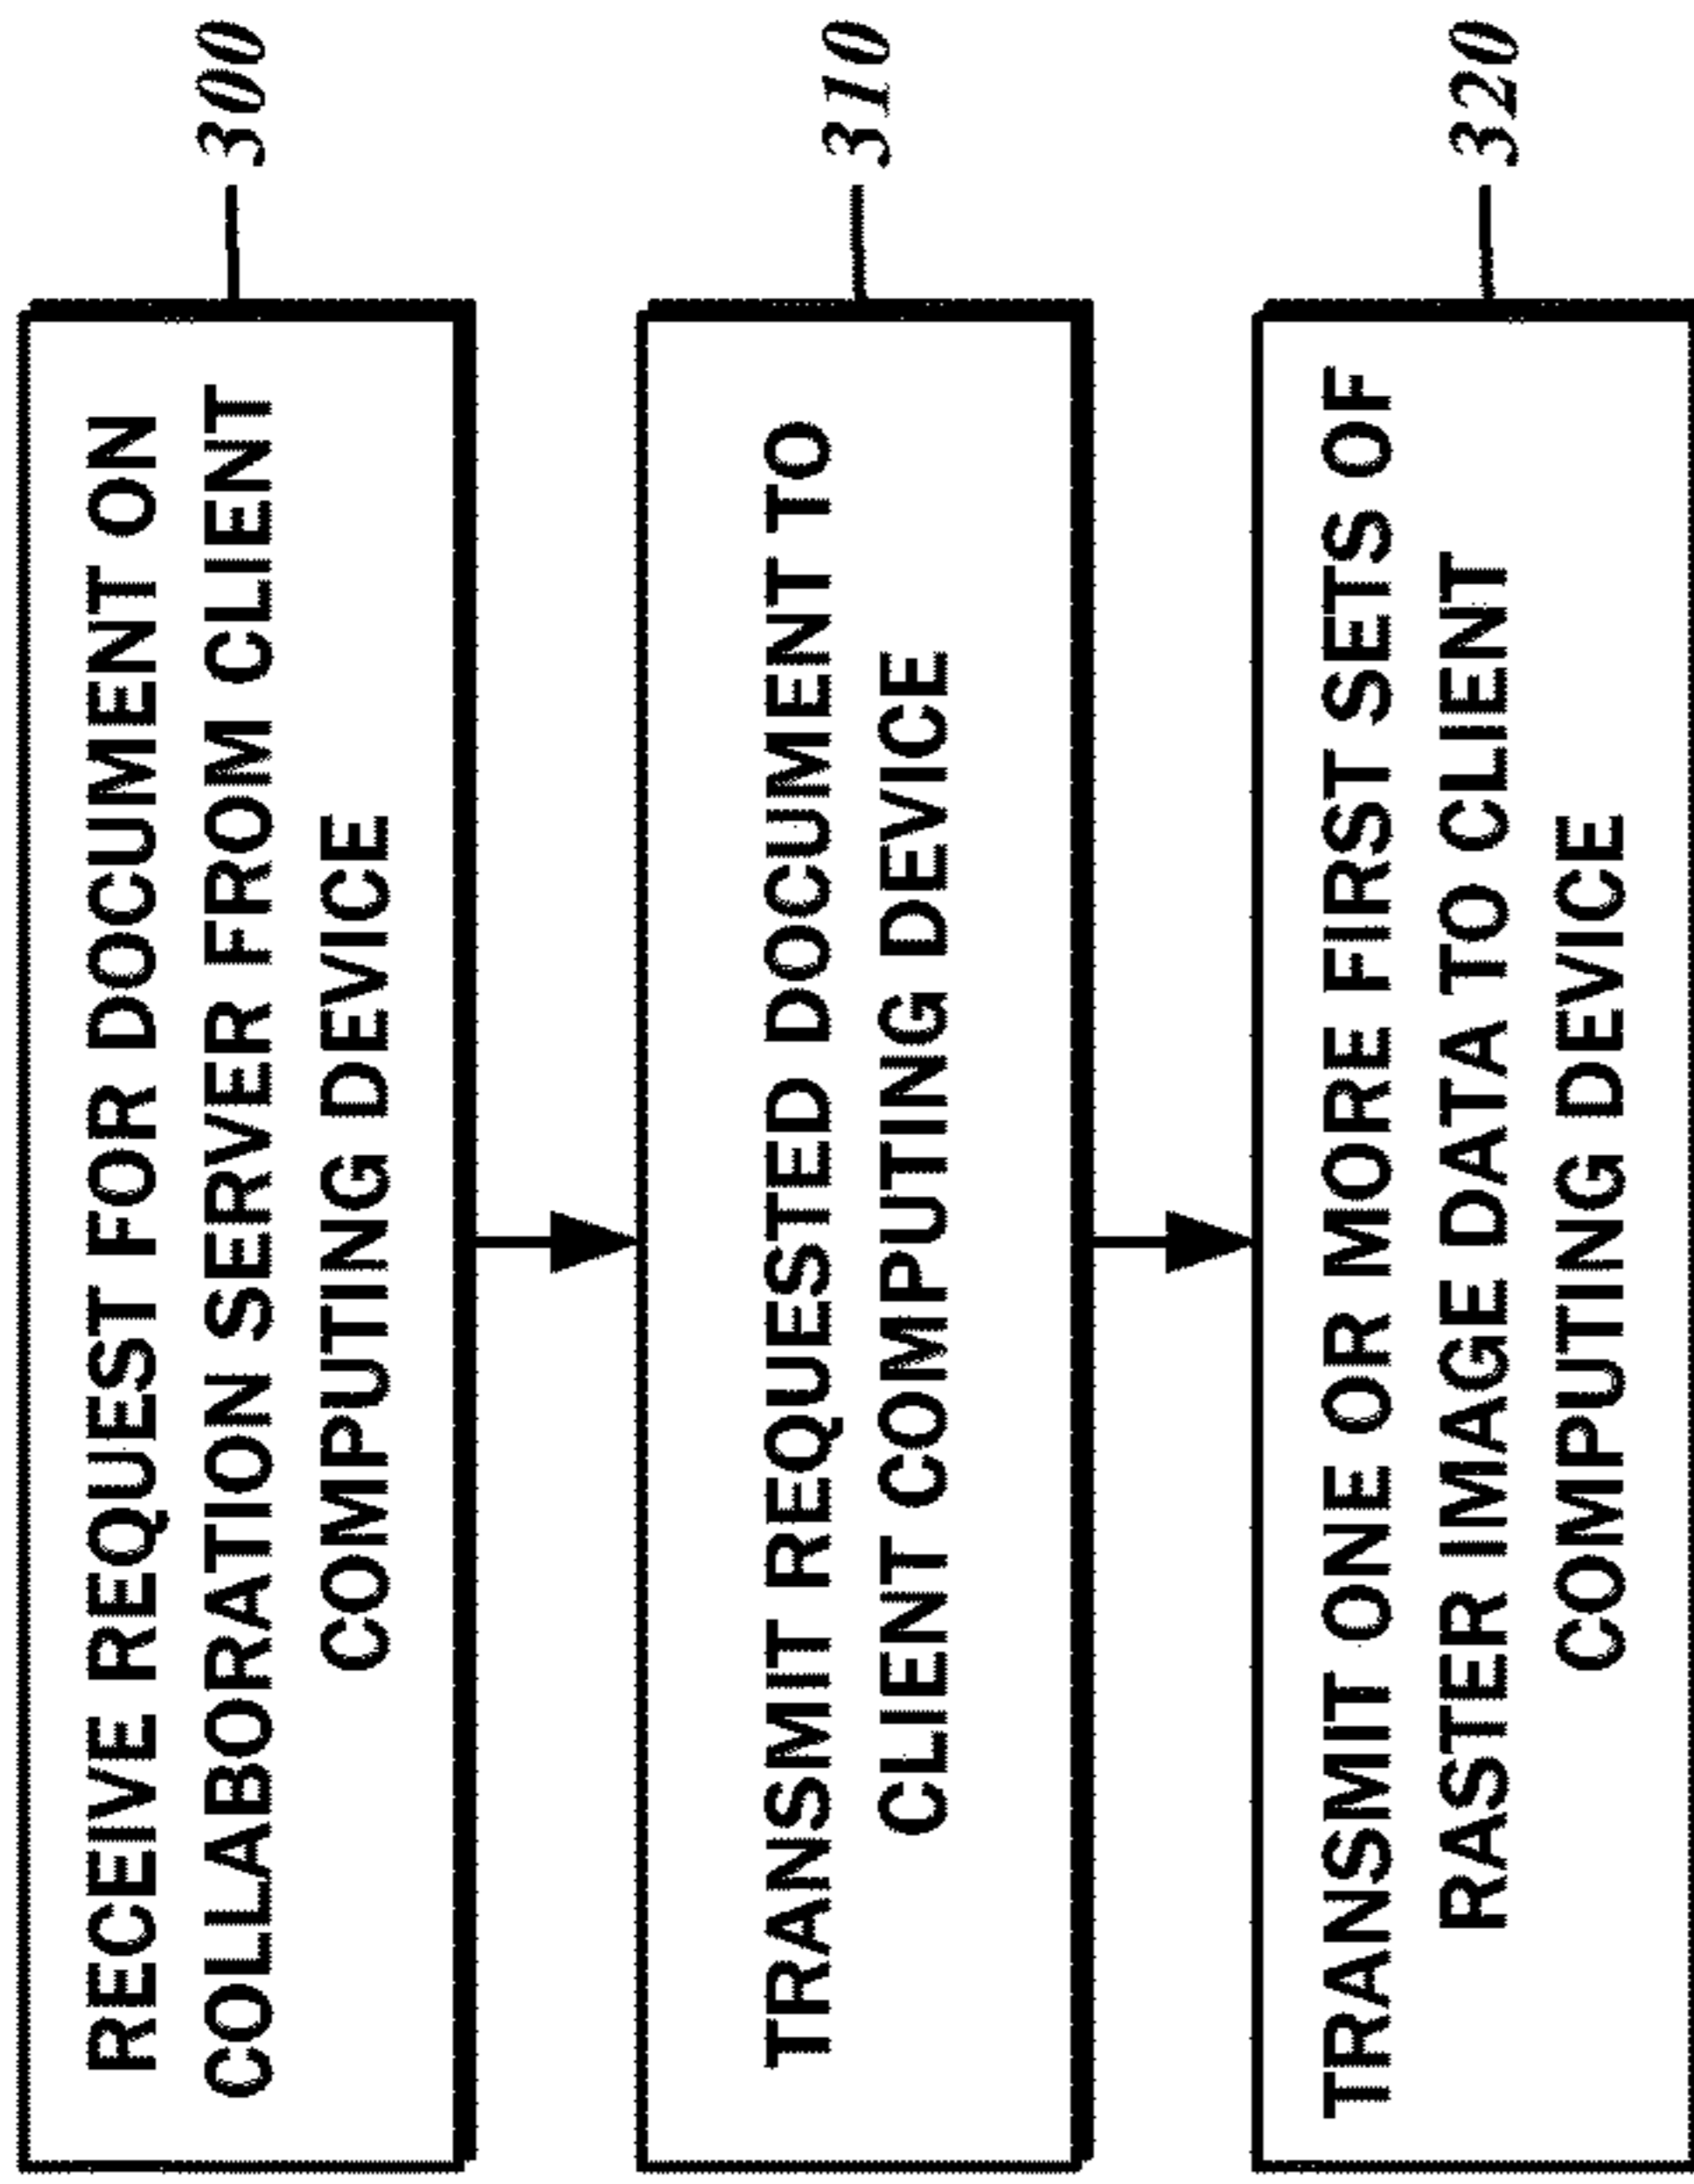 RECEIVE REQUEST FOR DOCUMENT ON
COLLABORATION SERVER FROM CLIENT
COMPUTING DEVICE
300
TRANSMIT REQUESTED DOCUMENT TO
CLIENT COMPUTING DEVICE
310
TRANSMIT ONE OR MORE FIRST SETS OF
RASTER IMAGE DATA TO CLIENT
COMPUTING DEVICE
320